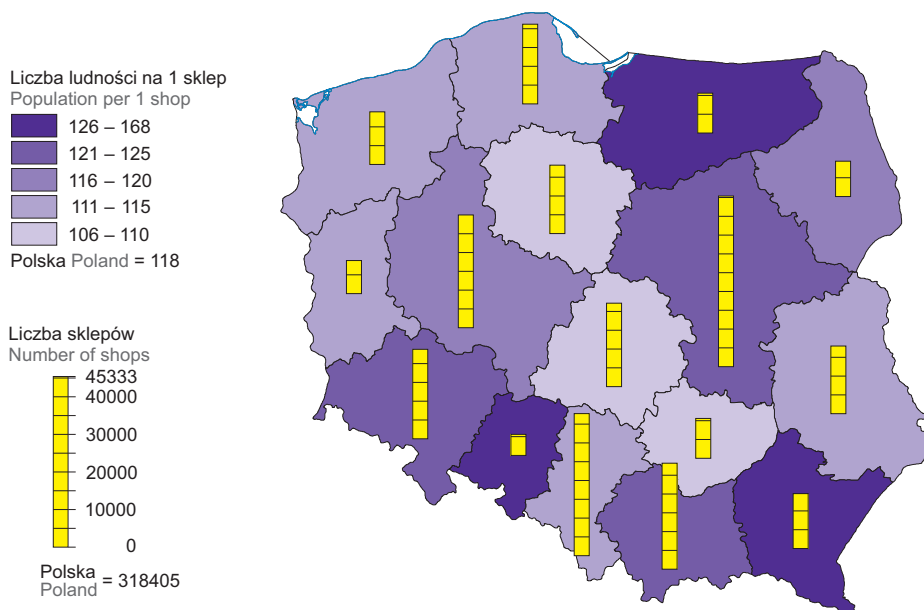 Liczba ludności na 1 sklep
Population per 1 shop
126 – 168
121 – 125
116 – 120
111 – 115
106 – 110
Polska Poland = 118
Liczba sklepów
Number of shops
45333
40000
30000
20000
10000
0
Polska
Poland = 318405